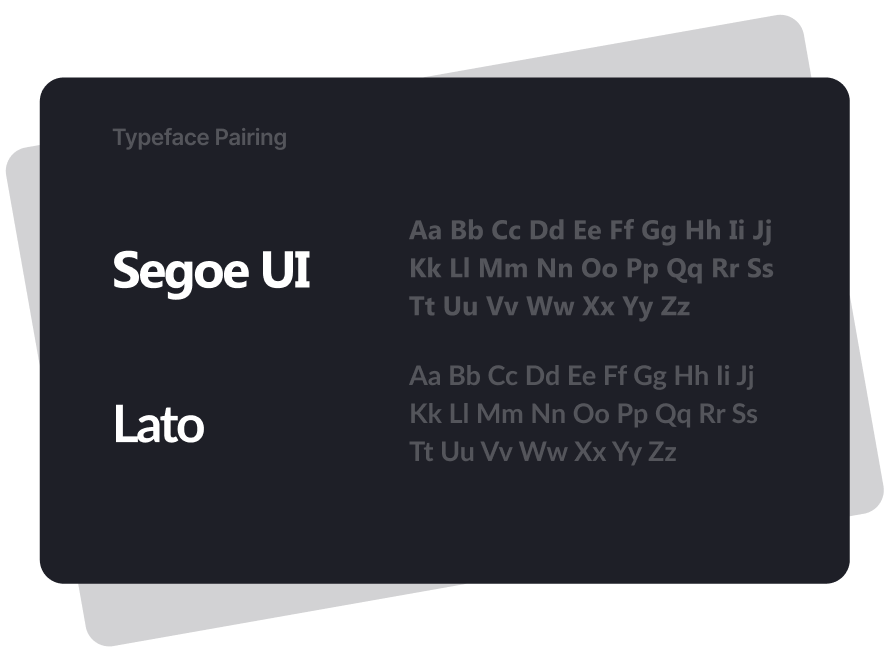 Typeface Pairing
Segoe UI
Aa Bb Cc Dd Ee Ff Gg Hh Ii Jj
Kk Ll Mm Nn Oo Pp Qq Rr Ss
Tt Uu Vv Ww Xx Yy Zz
Lato
Aa Bb Cc Dd Ee Ff Gg Hh Ii Jj
Kk Ll Mm Nn Oo Pp Qq Rr Ss
Tt Uu Vv Ww Xx Yy Zz